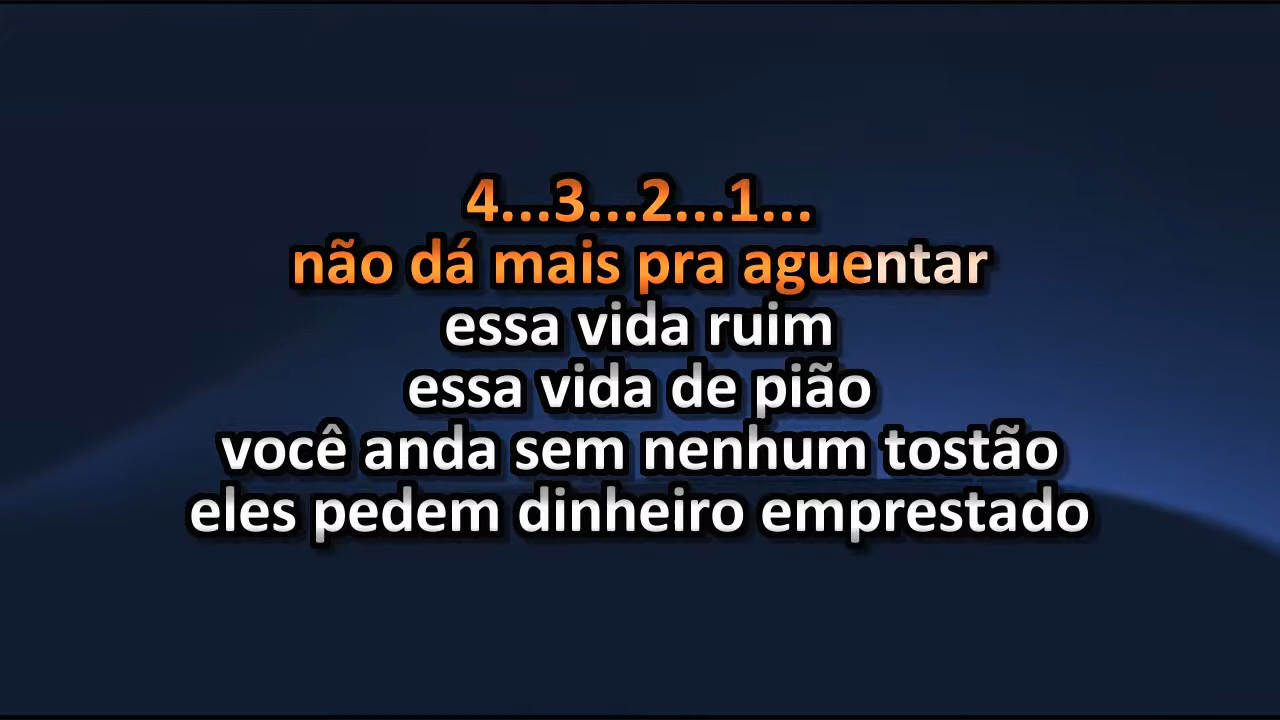 4...3...2...1...
não dá mais pra aguentar
essa vida ruim
essa vida de pião
você anda sem nenhum tostão
eles pedem dinheiro emprestado